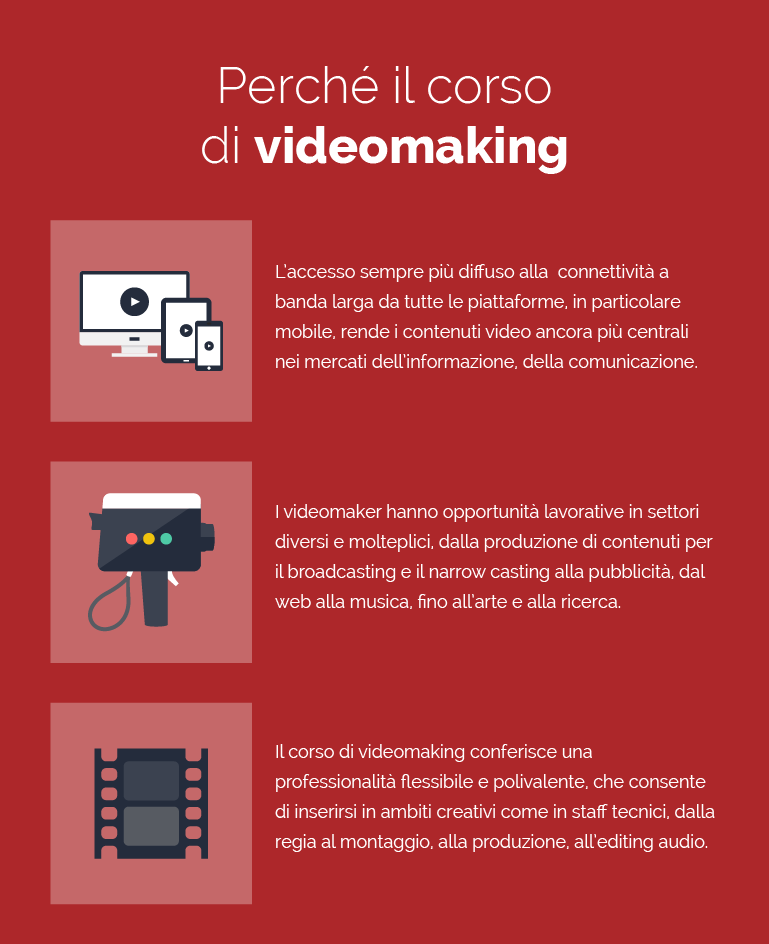 Perché il corso
di videomaking
L'accesso sempre più diffuso alla  connettività a
banda larga da tutte le piattaforme, in particolare
mobile, rende i contenuti video ancora più centrali
nei mercati dell'informazione, della comunicazione.
I videomaker hanno opportunità lavorative in settori
diversi e molteplici, dalla produzione di contenuti per
il broadcasting e il narrow casting alla pubblicità, dal
web alla musica, fino all'arte e alla ricerca.
Il corso di videomaking conferisce una
professionalità flessibile e polivalente, che consente
di inserirsi in ambiti creativi come in staff tecnici, dalla
regia al montaggio, alla produzione, all'editing audio.